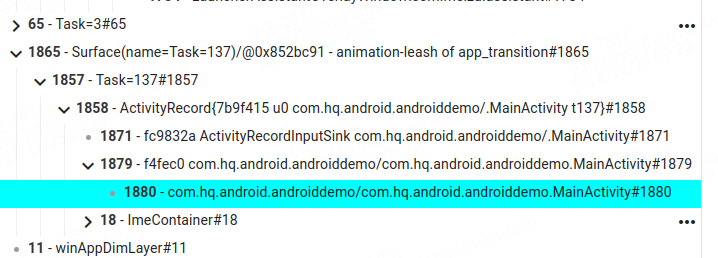 65 - Task=3#65
1865 - Surface(name=Task=137)/@0x852bc91 - animation-leash of app_transition#1865
1857 - Task=137#1857
1858 - ActivityRecord{7b9f415 u0 com.hq.android.androiddemo/.MainActivity t137}#1858
1871 - fc9832a ActivityRecordInputSink com.hq.android.androiddemo/.MainActivity#1871
1879 - f4fec0 com.hq.android.androiddemo/com.hq.android.androiddemo.MainActivity#1879
1880 - com.hq.android.androiddemo/com.hq.android.androiddemo.MainActivity#1880
18 - ImeContainer#18
11 - winAppDimLayer#11